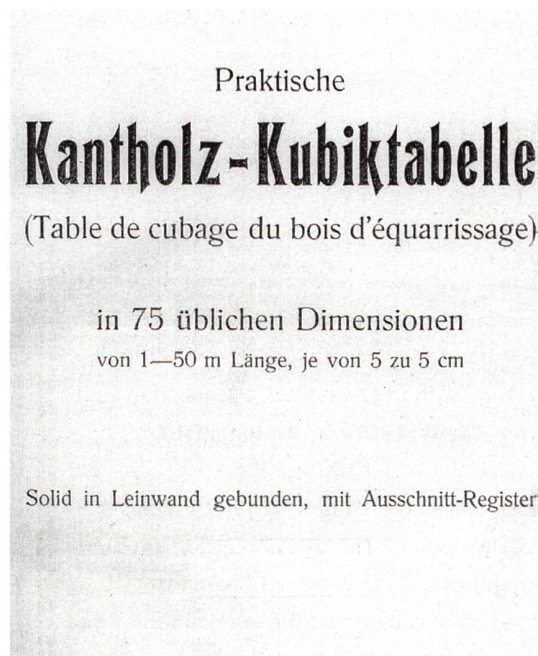 Praktische
Kantholz-Kubiktabelle
(Table de cubage du bois d'équarrissage)
in 75 üblichen Dimensionen
von 1—50 m Länge, je von 5 zu 5 cm
Solid in Leinwand gebunden, mit Ausschnitt-Register